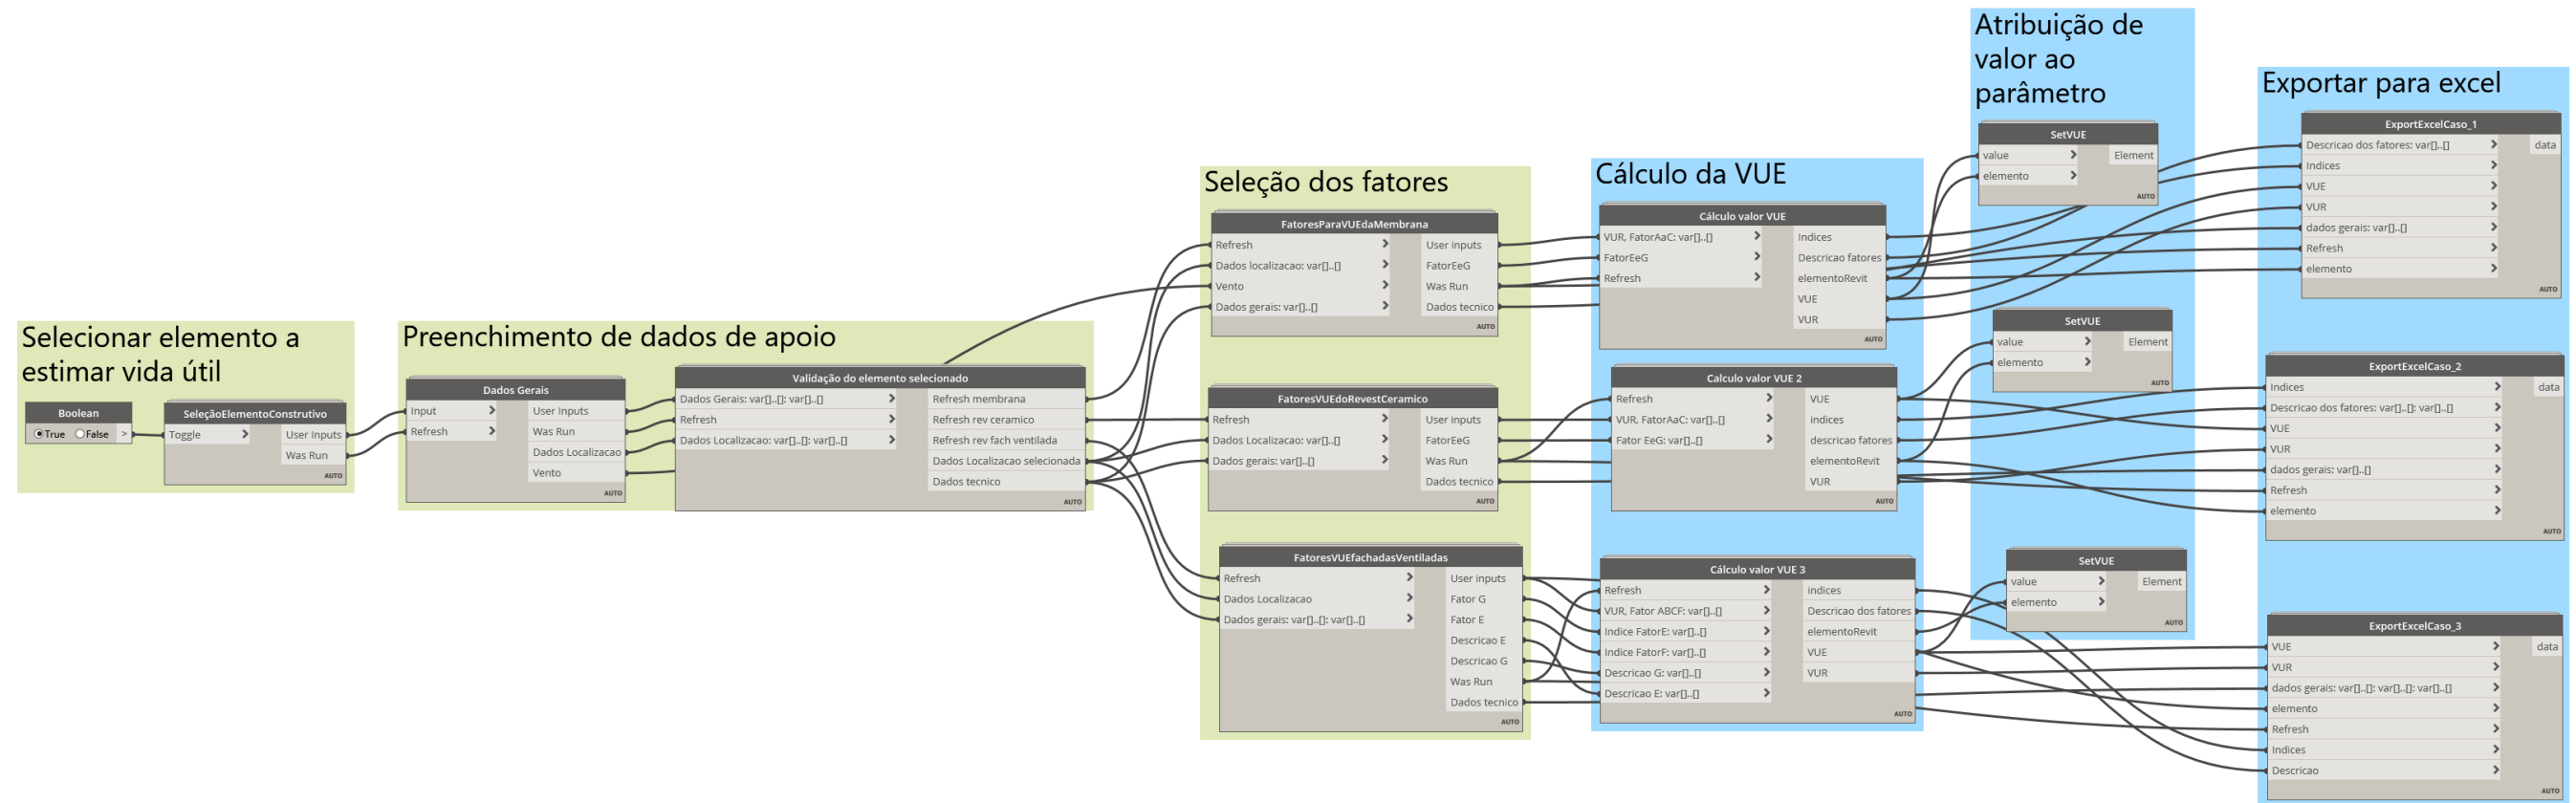 Selecionar elemento a
estimar vida útil
Boolean
True False >
SeleçãoElementoConstrutivo
Toggle > User Inputs
Was Run
AUTO
Preenchimento de dados de apoio
Dados Gerais
Input > User Inputs
Refresh > Was Run
Dados Localizacao
Vento
AUTO
Validação do elemento selecionado
Dados Gerais: var[]..[]: var[]..[] > Refresh membrana
Refresh > Refresh rev ceramico
Dados Localizacao: var[]..[]: var[]..[] > Refresh rev fach ventilada
Dados Localizacao selecionada
Dados tecnico
AUTO
Seleção dos fatores
FatoresParaVUEdaMembrana
Refresh > User inputs
Dados localizacao: var[]..[] > FatorEeG
Vento > Was Run
Dados gerais: var[]..[] > Dados tecnico
AUTO
FatoresVUEdoRevestCeramico
Refresh > User inputs
Dados Localizacao: var[]..[] > FatorEeG
Dados gerais: var[]..[] > Was Run
Dados tecnico
AUTO
FatoresVUEfachadasVentiladas
Refresh > User inputs
Dados Localizacao > Fator G
Dados gerais: var[]..[]: var[]..[] > Fator E
Descricao E
Descricao G
Was Run
Dados tecnico
AUTO
Cálculo da VUE
Cálculo valor VUE
VUR, FatorAaC: var[]..[] > Indices
FatorEeG > Descricao fatores
Refresh > elementoRevit
VUE
VUR
AUTO
Calculo valor VUE 2
Refresh > VUE
VUR, FatorAaC: var[]..[] > indices
Fator EeG: var[]..[] > descricao fatores
elementoRevit
VUR
AUTO
Cálculo valor VUE 3
Refresh > indices
VUR, Fator ABCF: var[]..[] > Descricao dos fatores
Indice FatorE: var[]..[] > elementoRevit
Indice FatorF: var[]..[] > VUE
Descricao G: var[]..[] > VUR
Descricao E: var[]..[] >
AUTO
Atribuição de
valor ao
parâmetro
SetVUE
value > Element
elemento >
AUTO
SetVUE
value > Element
elemento >
AUTO
SetVUE
value > Element
elemento >
AUTO
Exportar para excel
ExportExcelCaso_1
Descricao dos fatores: var[]..[] > data
Indices >
VUE >
VUR >
dados gerais: var[]..[] >
Refresh >
elemento >
AUTO
ExportExcelCaso_2
Indices > data
Descricao dos fatores: var[]..[]: var[]..[] >
VUE >
VUR >
dados gerais: var[]..[] >
Refresh >
elemento >
AUTO
ExportExcelCaso_3
VUE > data
VUR >
dados gerais: var[]..[]: var[]..[]: var[]..[] >
elemento >
Refresh >
Indices >
Descricao >
AUTO